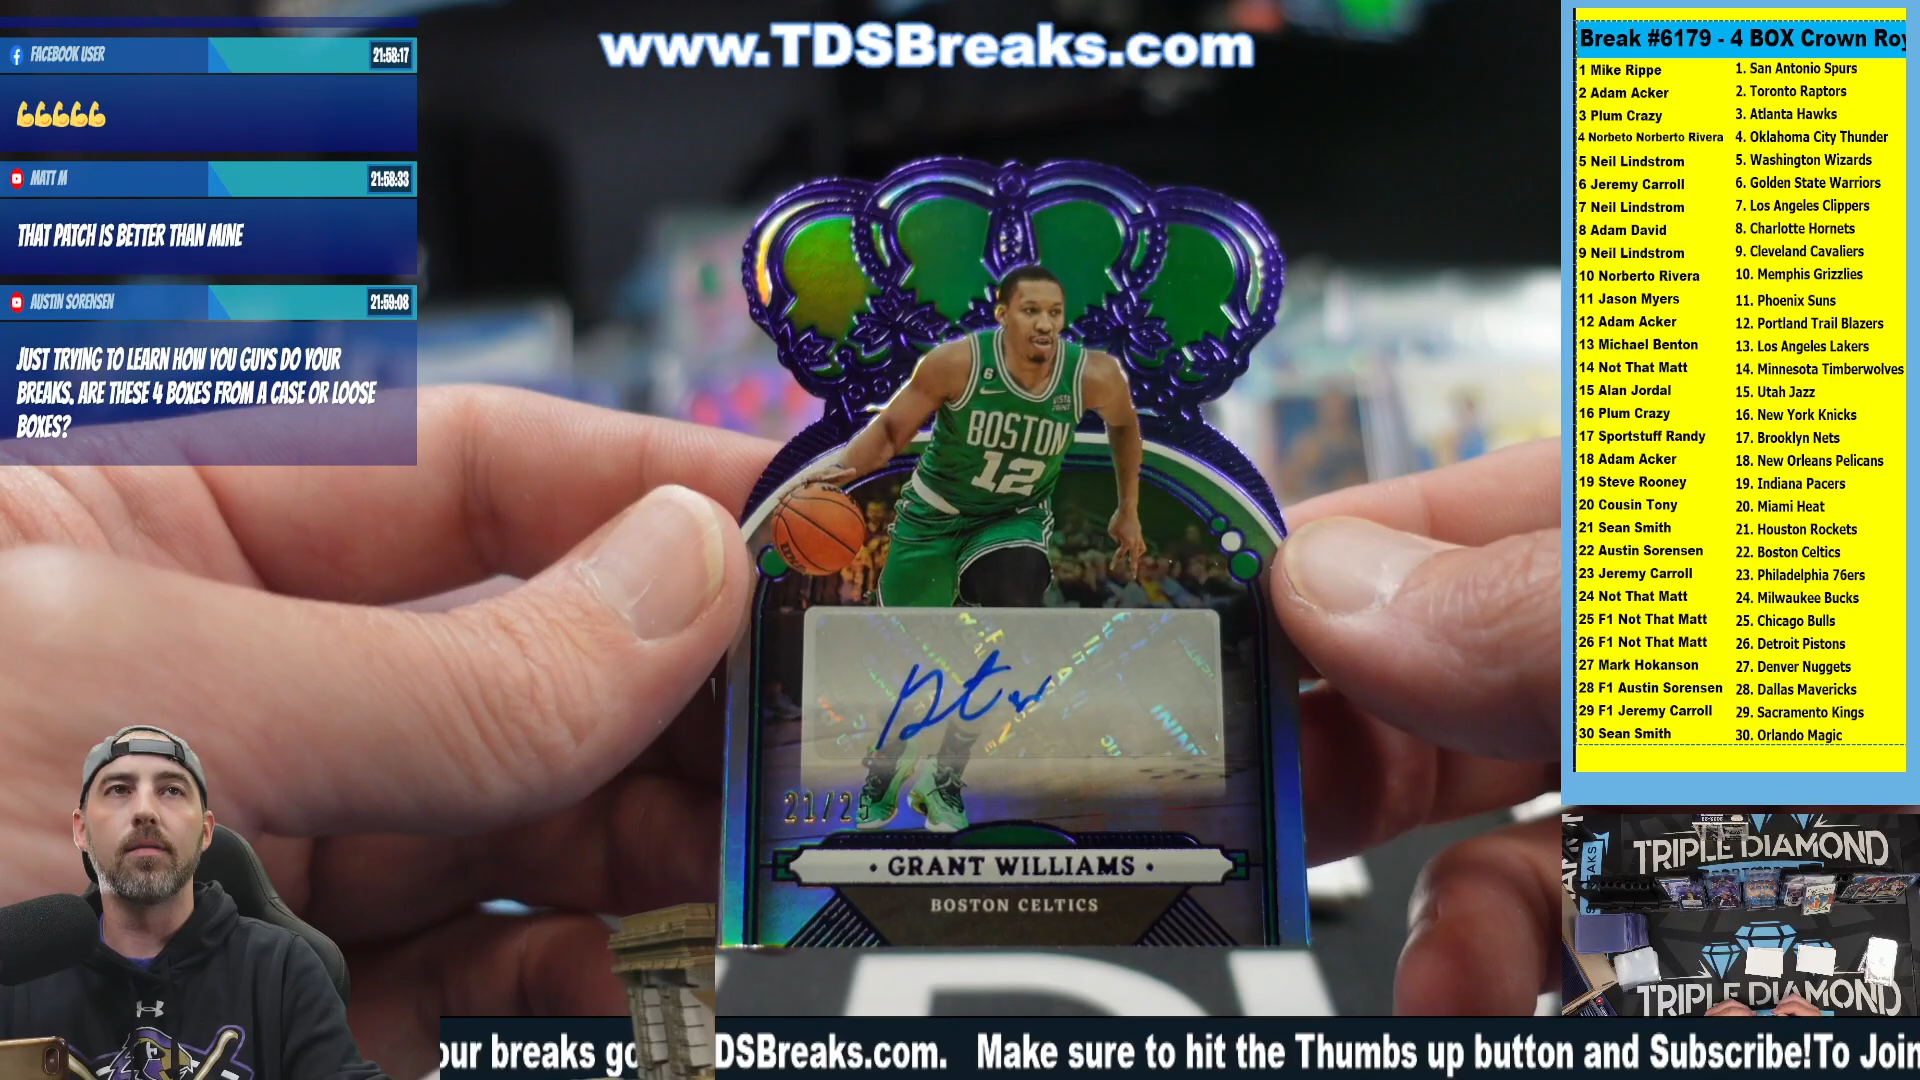 www.TDSBreaks.com
FACEBOOK USER 21:58:17
💪💪💪💪💪
MATT M 21:58:33
THAT PATCH IS BETTER THAN MINE
AUSTIN SORENSEN 21:59:08
JUST TRYING TO LEARN HOW YOU GUYS DO YOUR
BREAKS. ARE THESE 4 BOXES FROM A CASE OR LOOSE
BOXES?
6
BOSTON
12
21/25
• GRANT WILLIAMS •
BOSTON CELTICS
Break #6179 - 4 BOX Crown Roy
1 Mike Rippe 1. San Antonio Spurs
2 Adam Acker 2. Toronto Raptors
3 Plum Crazy 3. Atlanta Hawks
4 Norbeto Norberto Rivera 4. Oklahoma City Thunder
5 Neil Lindstrom 5. Washington Wizards
6 Jeremy Carroll 6. Golden State Warriors
7 Neil Lindstrom 7. Los Angeles Clippers
8 Adam David 8. Charlotte Hornets
9 Neil Lindstrom 9. Cleveland Cavaliers
10 Norberto Rivera 10. Memphis Grizzlies
11 Jason Myers 11. Phoenix Suns
12 Adam Acker 12. Portland Trail Blazers
13 Michael Benton 13. Los Angeles Lakers
14 Not That Matt 14. Minnesota Timberwolves
15 Alan Jordal 15. Utah Jazz
16 Plum Crazy 16. New York Knicks
17 Sportstuff Randy 17. Brooklyn Nets
18 Adam Acker 18. New Orleans Pelicans
19 Steve Rooney 19. Indiana Pacers
20 Cousin Tony 20. Miami Heat
21 Sean Smith 21. Houston Rockets
22 Austin Sorensen 22. Boston Celtics
23 Jeremy Carroll 23. Philadelphia 76ers
24 Not That Matt 24. Milwaukee Bucks
25 F1 Not That Matt 25. Chicago Bulls
26 F1 Not That Matt 26. Detroit Pistons
27 Mark Hokanson 27. Denver Nuggets
28 F1 Austin Sorensen 28. Dallas Mavericks
29 F1 Jeremy Carroll 29. Sacramento Kings
30 Sean Smith 30. Orlando Magic
TRIPLE DIAMOND
TRIPLE DIAMOND
our breaks go DSBreaks.com. Make sure to hit the Thumbs up button and Subscribe!To Join